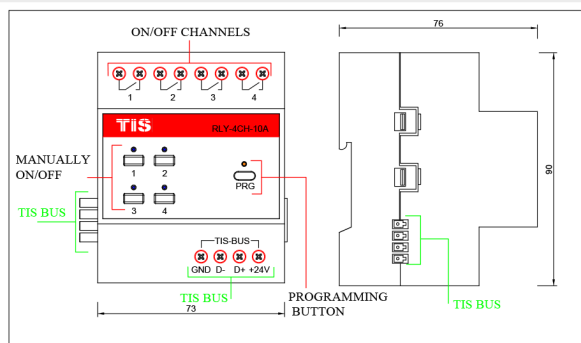 ON/OFF CHANNELS
1 2 3 4
TIS RLY-4CH-10A
MANUALLY
ON/OFF
1 2
PRG
3 4
TIS BUS
TIS-BUS
GND D- D+ +24V
TIS BUS
PROGRAMMING
BUTTON
73
76
90
TIS BUS